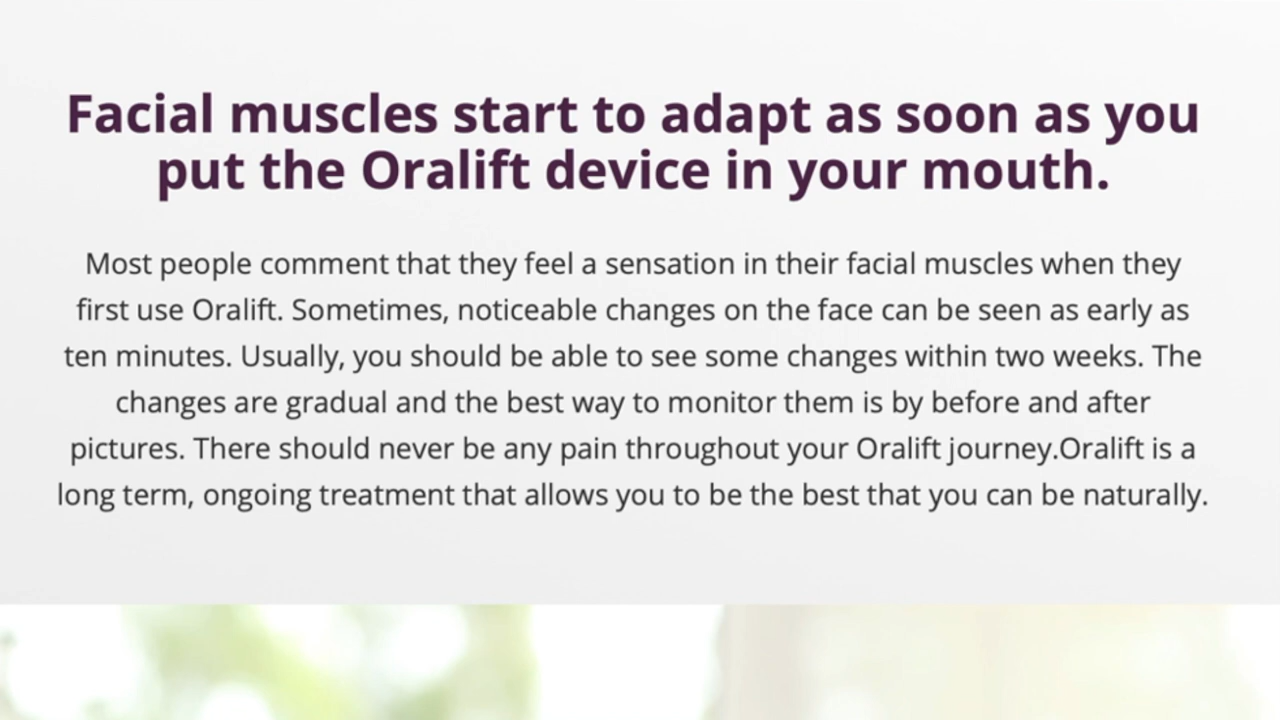 Facial muscles start to adapt as soon as you
put the Oralift device in your mouth.
Most people comment that they feel a sensation in their facial muscles when they
first use Oralift. Sometimes, noticeable changes on the face can be seen as early as
ten minutes. Usually, you should be able to see some changes within two weeks. The
changes are gradual and the best way to monitor them is by before and after
pictures. There should never be any pain throughout your Oralift journey.Oralift is a
long term, ongoing treatment that allows you to be the best that you can be naturally.